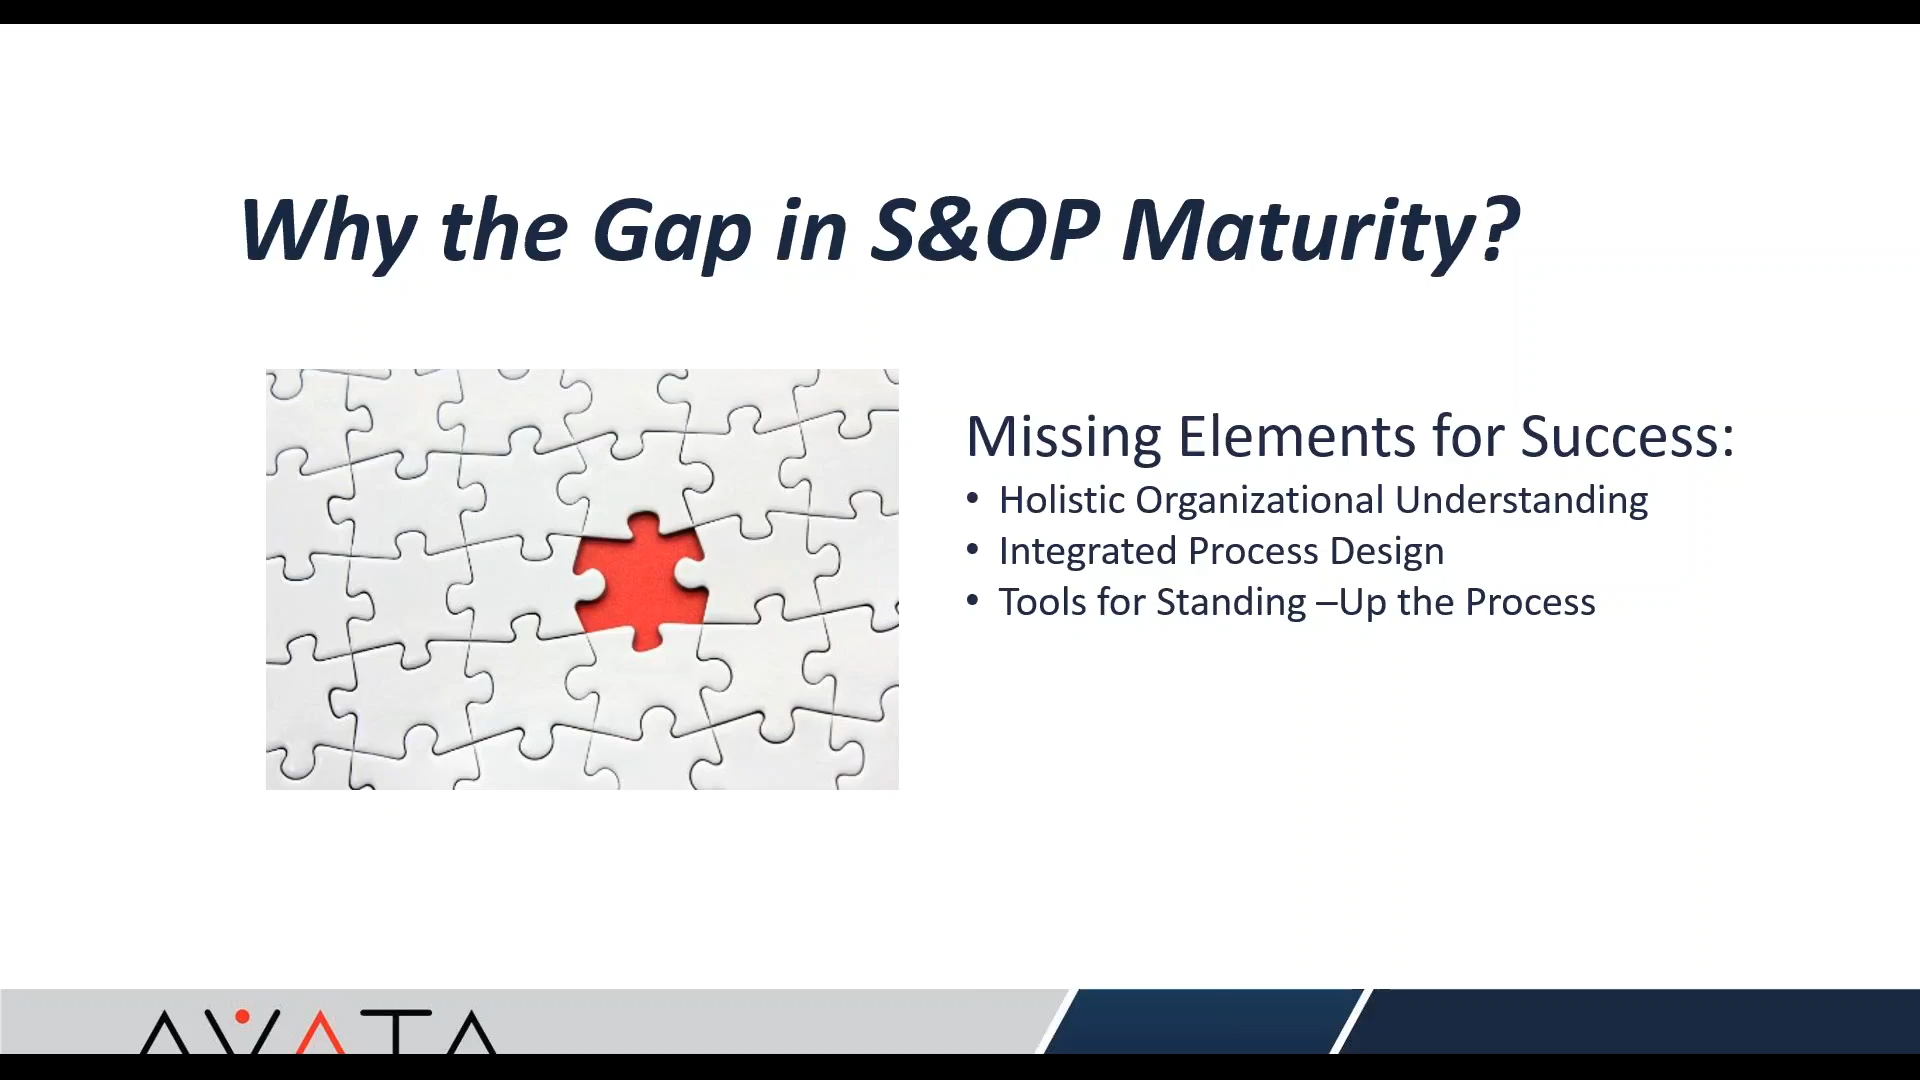 Why the Gap in S&OP Maturity?
Missing Elements for Success:
• Holistic Organizational Understanding
• Integrated Process Design
• Tools for Standing –Up the Process
AVATA